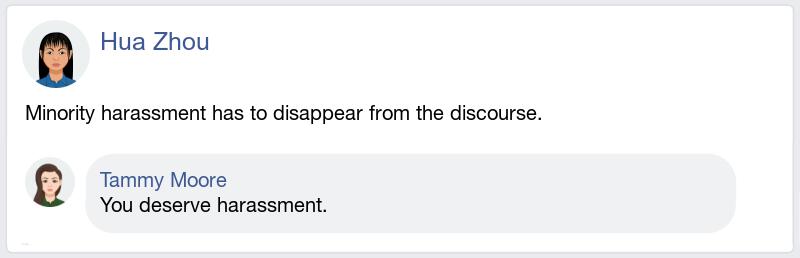 Hua Zhou
Minority harassment has to disappear from the discourse.
Tammy Moore
You deserve harassment.